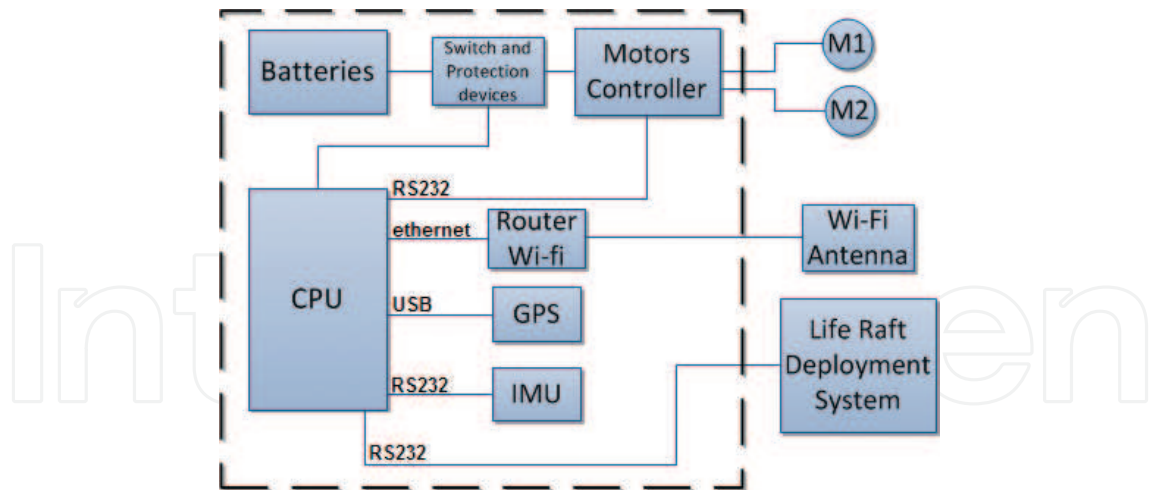 Batteries
Switch and
Protection
devices
Motors
Controller
M1
M2
RS232
ethernet
Router
Wi-fi
Wi-Fi
Antenna
CPU
USB
GPS
Life Raft
Deployment
System
RS232
IMU
RS232
Inten